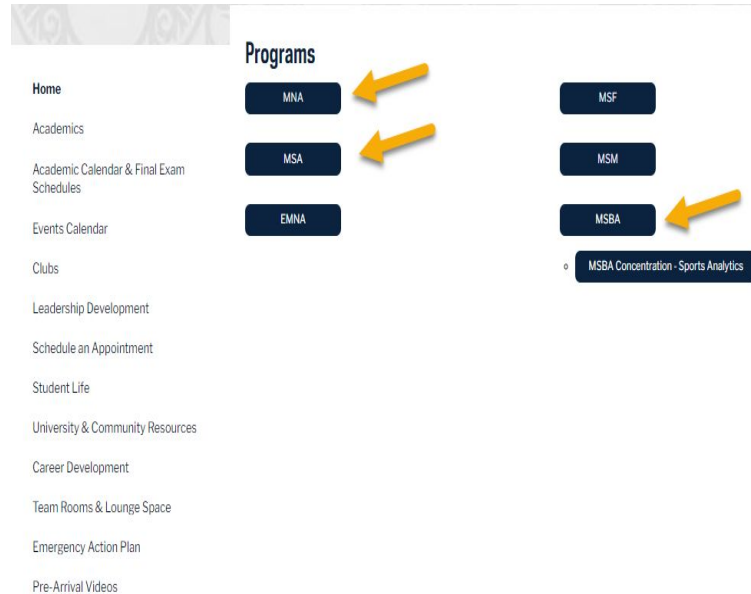 Home
Academics
Academic Calendar & Final Exam
Schedules
Events Calendar
Clubs
Leadership Development
Schedule an Appointment
Student Life
University & Community Resources
Career Development
Team Rooms & Lounge Space
Emergency Action Plan
Pre-Arrival Videos
Programs
MNA
MSF
MSA
MSM
EMNA
MSBA
MSBA Concentration - Sports Analytics